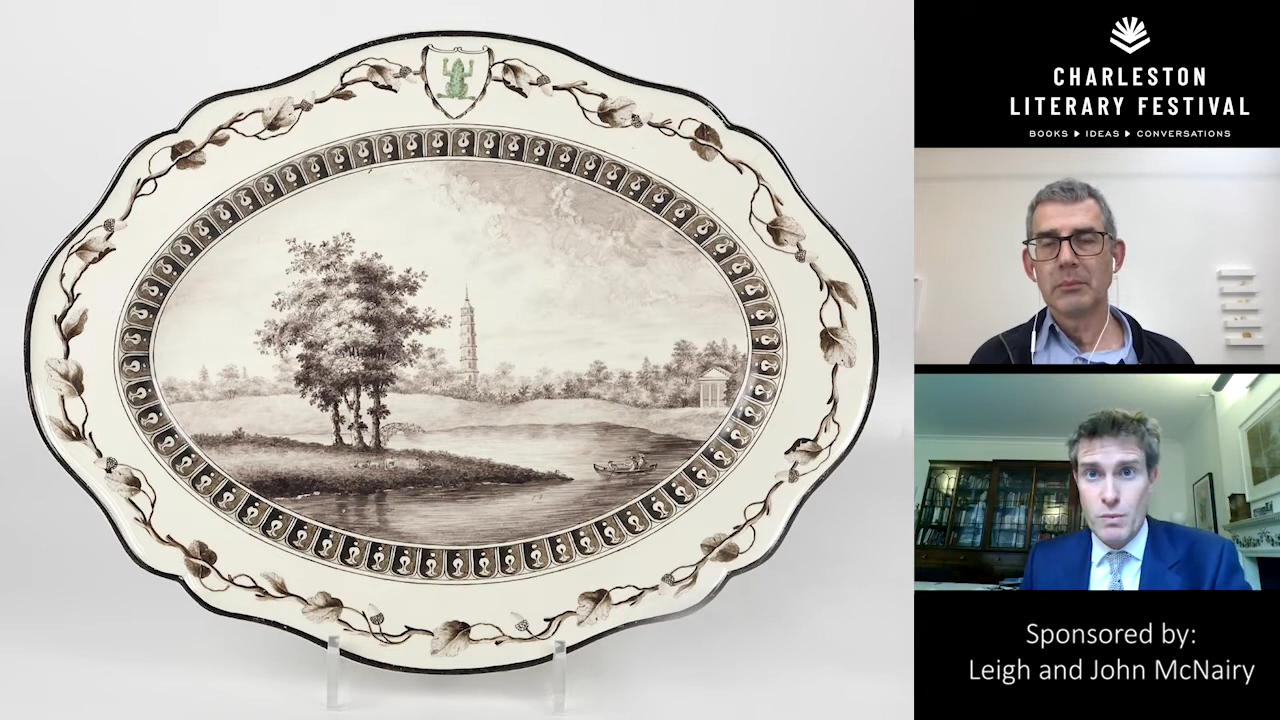 CHARLESTON
LITERARY FESTIVAL
BOOKS ▶ IDEAS ▶ CONVERSATIONS
Sponsored by:
Leigh and John McNairy